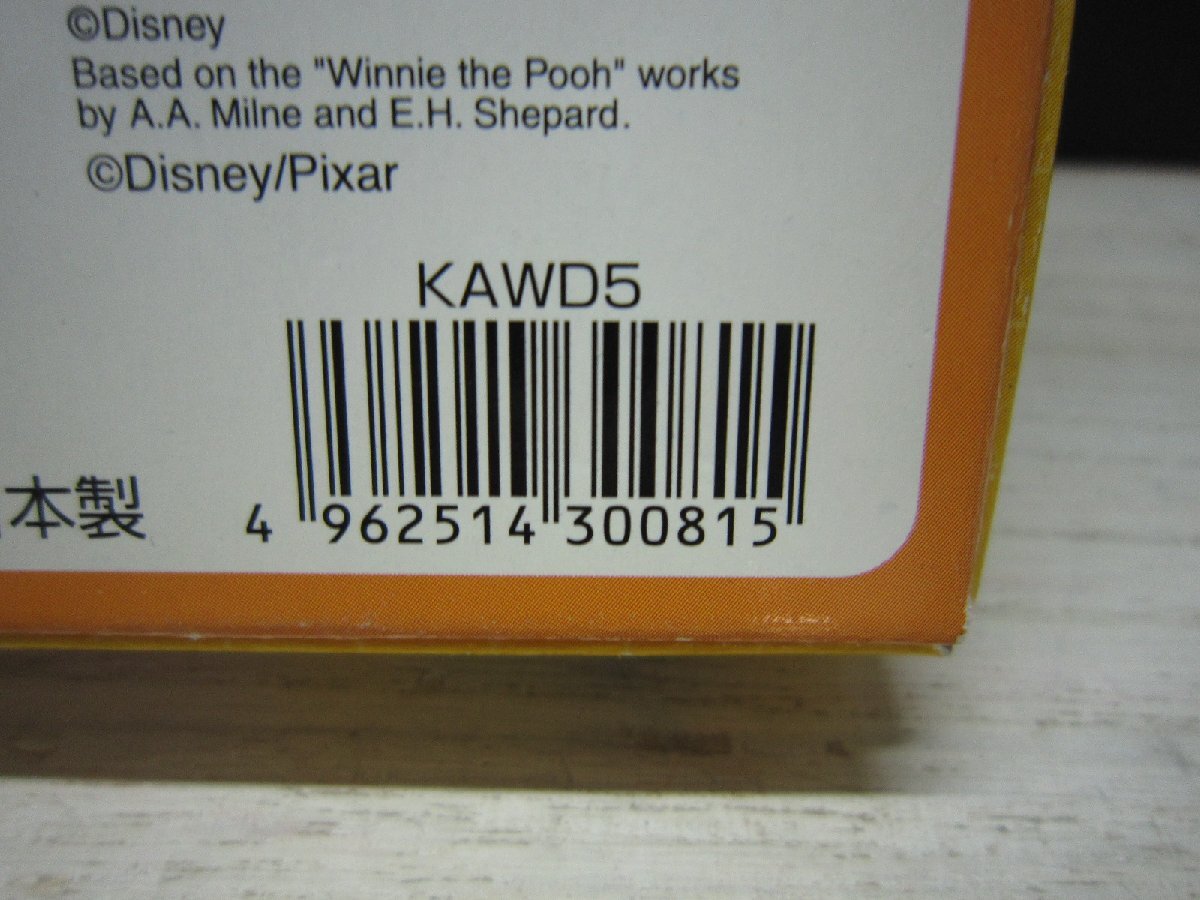 ©Disney
Based on the "Winnie the Pooh" works
by A.A. Milne and E.H. Shepard.
©Disney/Pixar
KAWD5
本製
4 962514 300815